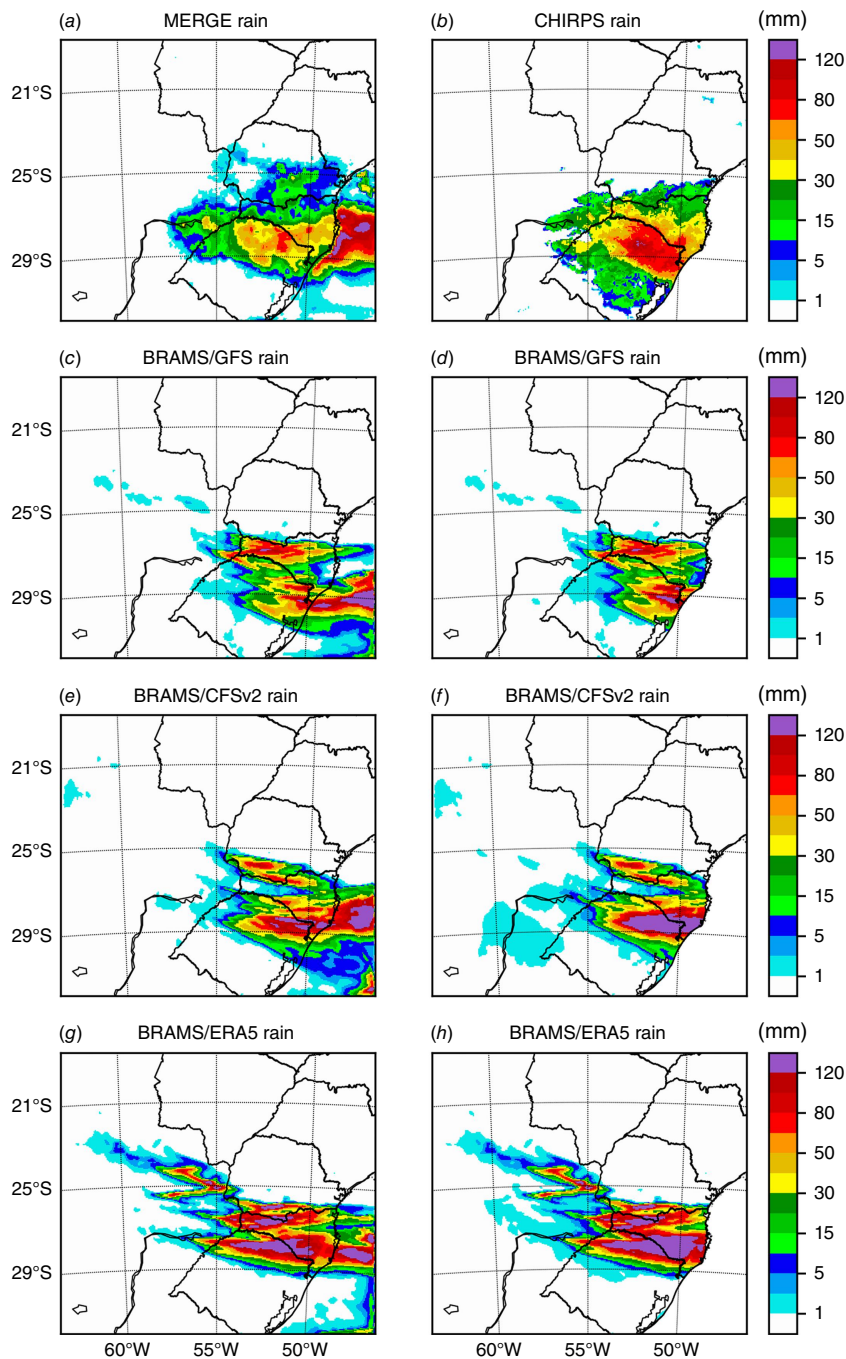 (a) MERGE rain
(b) CHIRPS rain
(mm)
21°S
25°S
29°S
120
80
50
30
15
5
1
(c) BRAMS/GFS rain
(d) BRAMS/GFS rain
(mm)
21°S
25°S
29°S
120
80
50
30
15
5
1
(e) BRAMS/CFSv2 rain
(f) BRAMS/CFSv2 rain
(mm)
21°S
25°S
29°S
120
80
50
30
15
5
1
(g) BRAMS/ERA5 rain
(h) BRAMS/ERA5 rain
(mm)
21°S
25°S
29°S
120
80
50
30
15
5
1
60°W 55°W 50°W
60°W 55°W 50°W